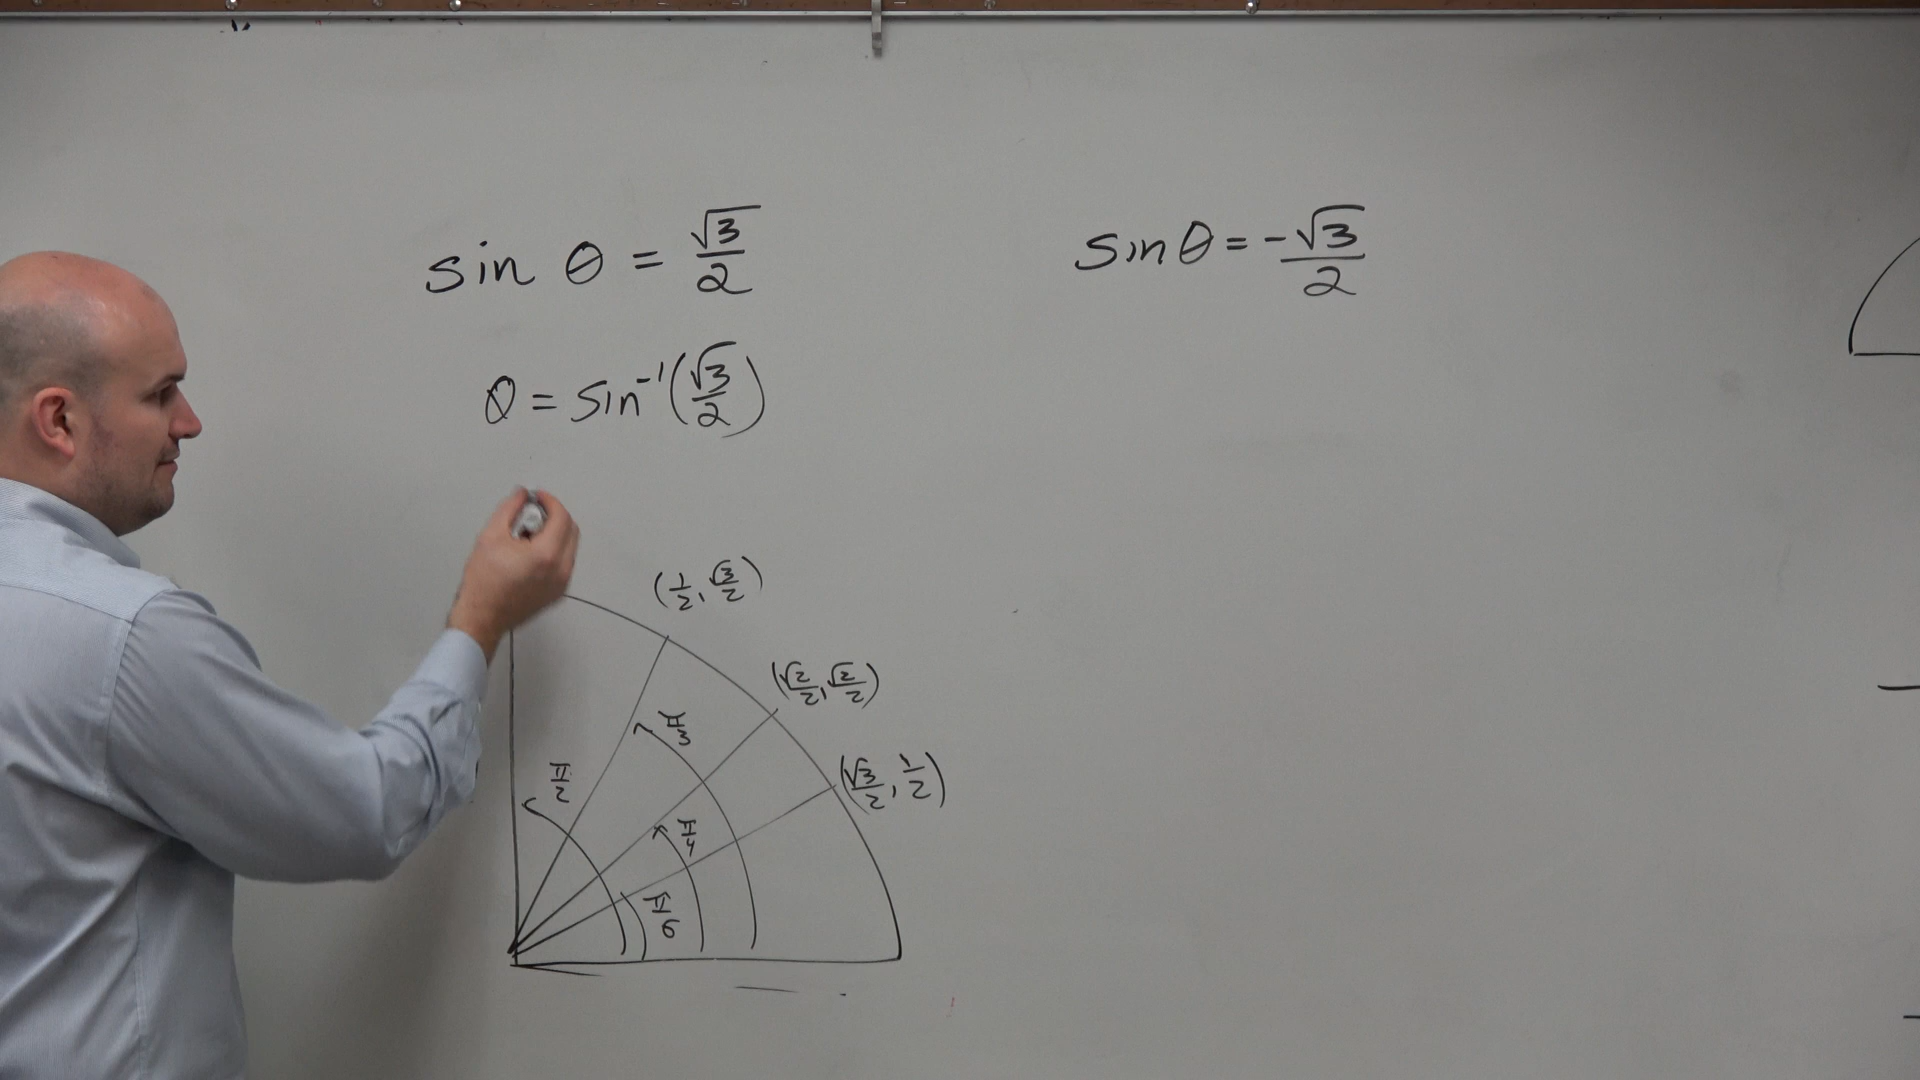 sin θ = √3/2
θ = sin⁻¹(√3/2)
sin θ = -√3/2
(1/2, √3/2)
(√2/2, √2/2)
(√3/2, 1/2)
π/3
π/2
π/4
π/6